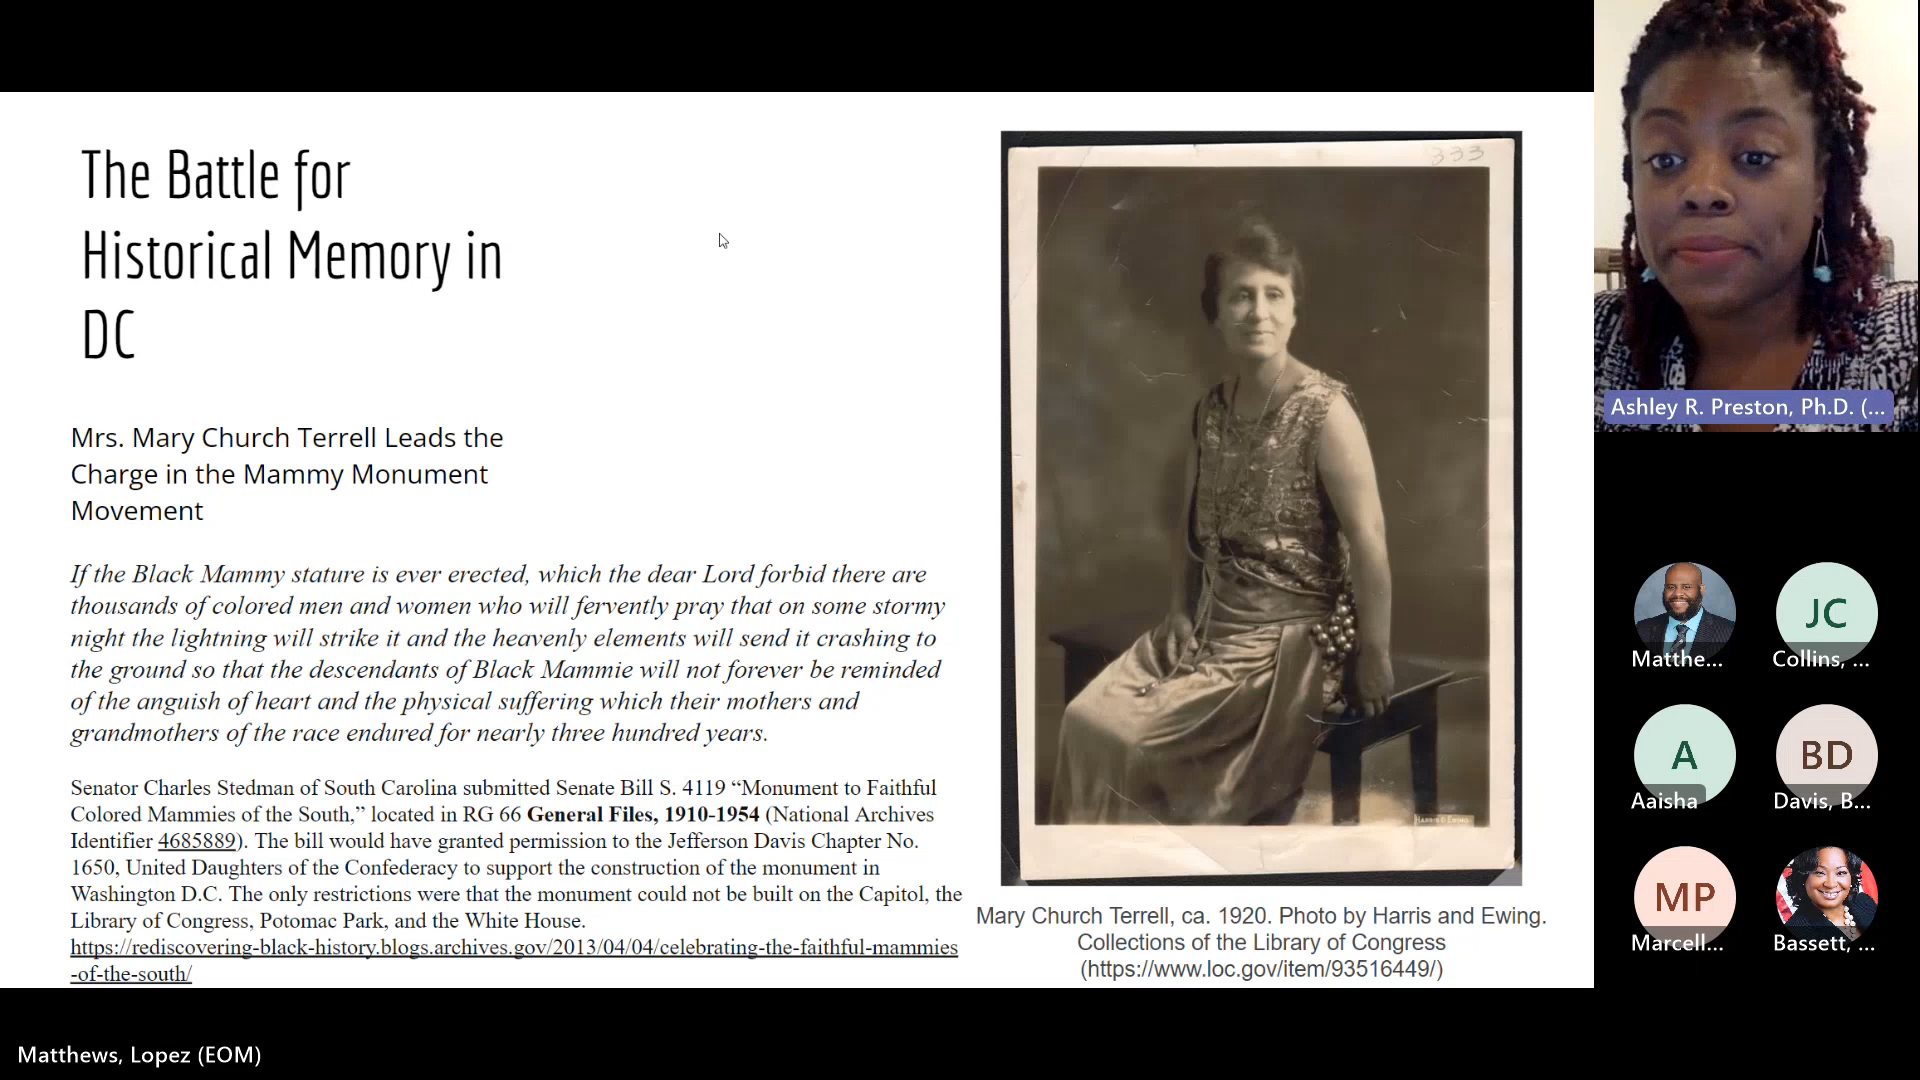 The Battle for
Historical Memory in
DC
Mrs. Mary Church Terrell Leads the
Charge in the Mammy Monument
Movement
If the Black Mammy stature is ever erected, which the dear Lord forbid there are
thousands of colored men and women who will fervently pray that on some stormy
night the lightning will strike it and the heavenly elements will send it crashing to
the ground so that the descendants of Black Mammie will not forever be reminded
of the anguish of heart and the physical suffering which their mothers and
grandmothers of the race endured for nearly three hundred years.
Senator Charles Stedman of South Carolina submitted Senate Bill S. 4119 “Monument to Faithful
Colored Mammies of the South,” located in RG 66 General Files, 1910-1954 (National Archives
Identifier 4685889). The bill would have granted permission to the Jefferson Davis Chapter No.
1650, United Daughters of the Confederacy to support the construction of the monument in
Washington D.C. The only restrictions were that the monument could not be built on the Capitol, the
Library of Congress, Potomac Park, and the White House.
https://rediscovering-black-history.blogs.archives.gov/2013/04/04/celebrating-the-faithful-mammies
-of-the-south/
333
HARRIS & EWING
Mary Church Terrell, ca. 1920. Photo by Harris and Ewing.
Collections of the Library of Congress
(https://www.loc.gov/item/93516449/)
Ashley R. Preston, Ph.D. (...
Matthe...
JC
Collins, ...
A
Aaisha
BD
Davis, B...
MP
Marcell...
Bassett, ...
Matthews, Lopez (EOM)